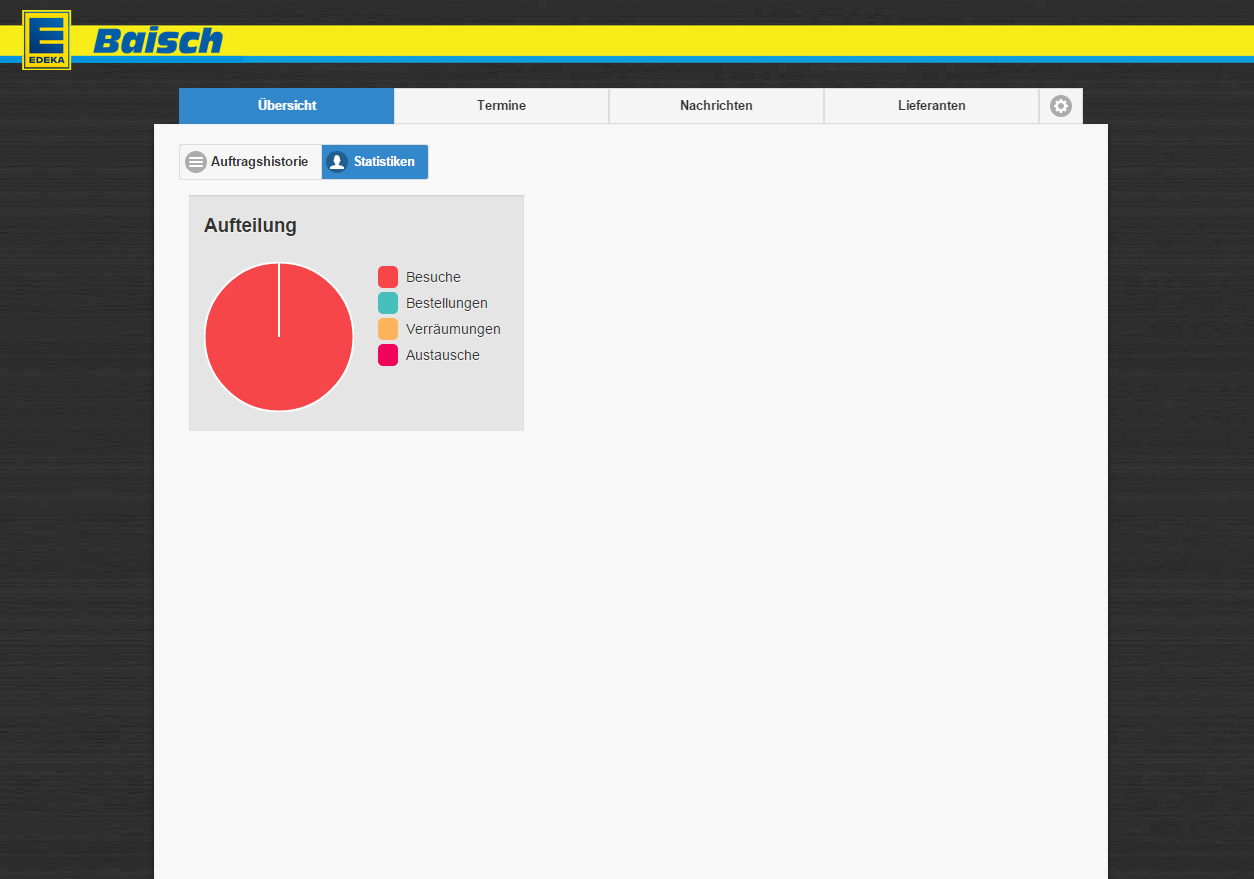 EDEKA
Baisch
Übersicht
Termine
Nachrichten
Lieferanten
Auftragshistorie
Statistiken
Aufteilung
Besuche
Bestellungen
Verräumungen
Austausche